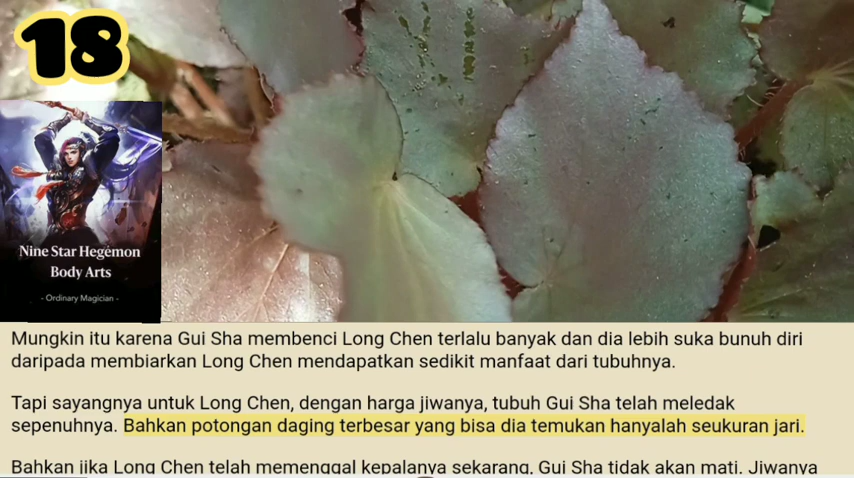 18
Nine Star Hegemon
Body Arts
- Ordinary Magician -
Mungkin itu karena Gui Sha membenci Long Chen terlalu banyak dan dia lebih suka bunuh diri
daripada membiarkan Long Chen mendapatkan sedikit manfaat dari tubuhnya.
Tapi sayangnya untuk Long Chen, dengan harga jiwanya, tubuh Gui Sha telah meledak
sepenuhnya. Bahkan potongan daging terbesar yang bisa dia temukan hanyalah seukuran jari.
Bahkan jika Long Chen telah memenggal kepalanya sekarang, Gui Sha tidak akan mati. Jiwanya